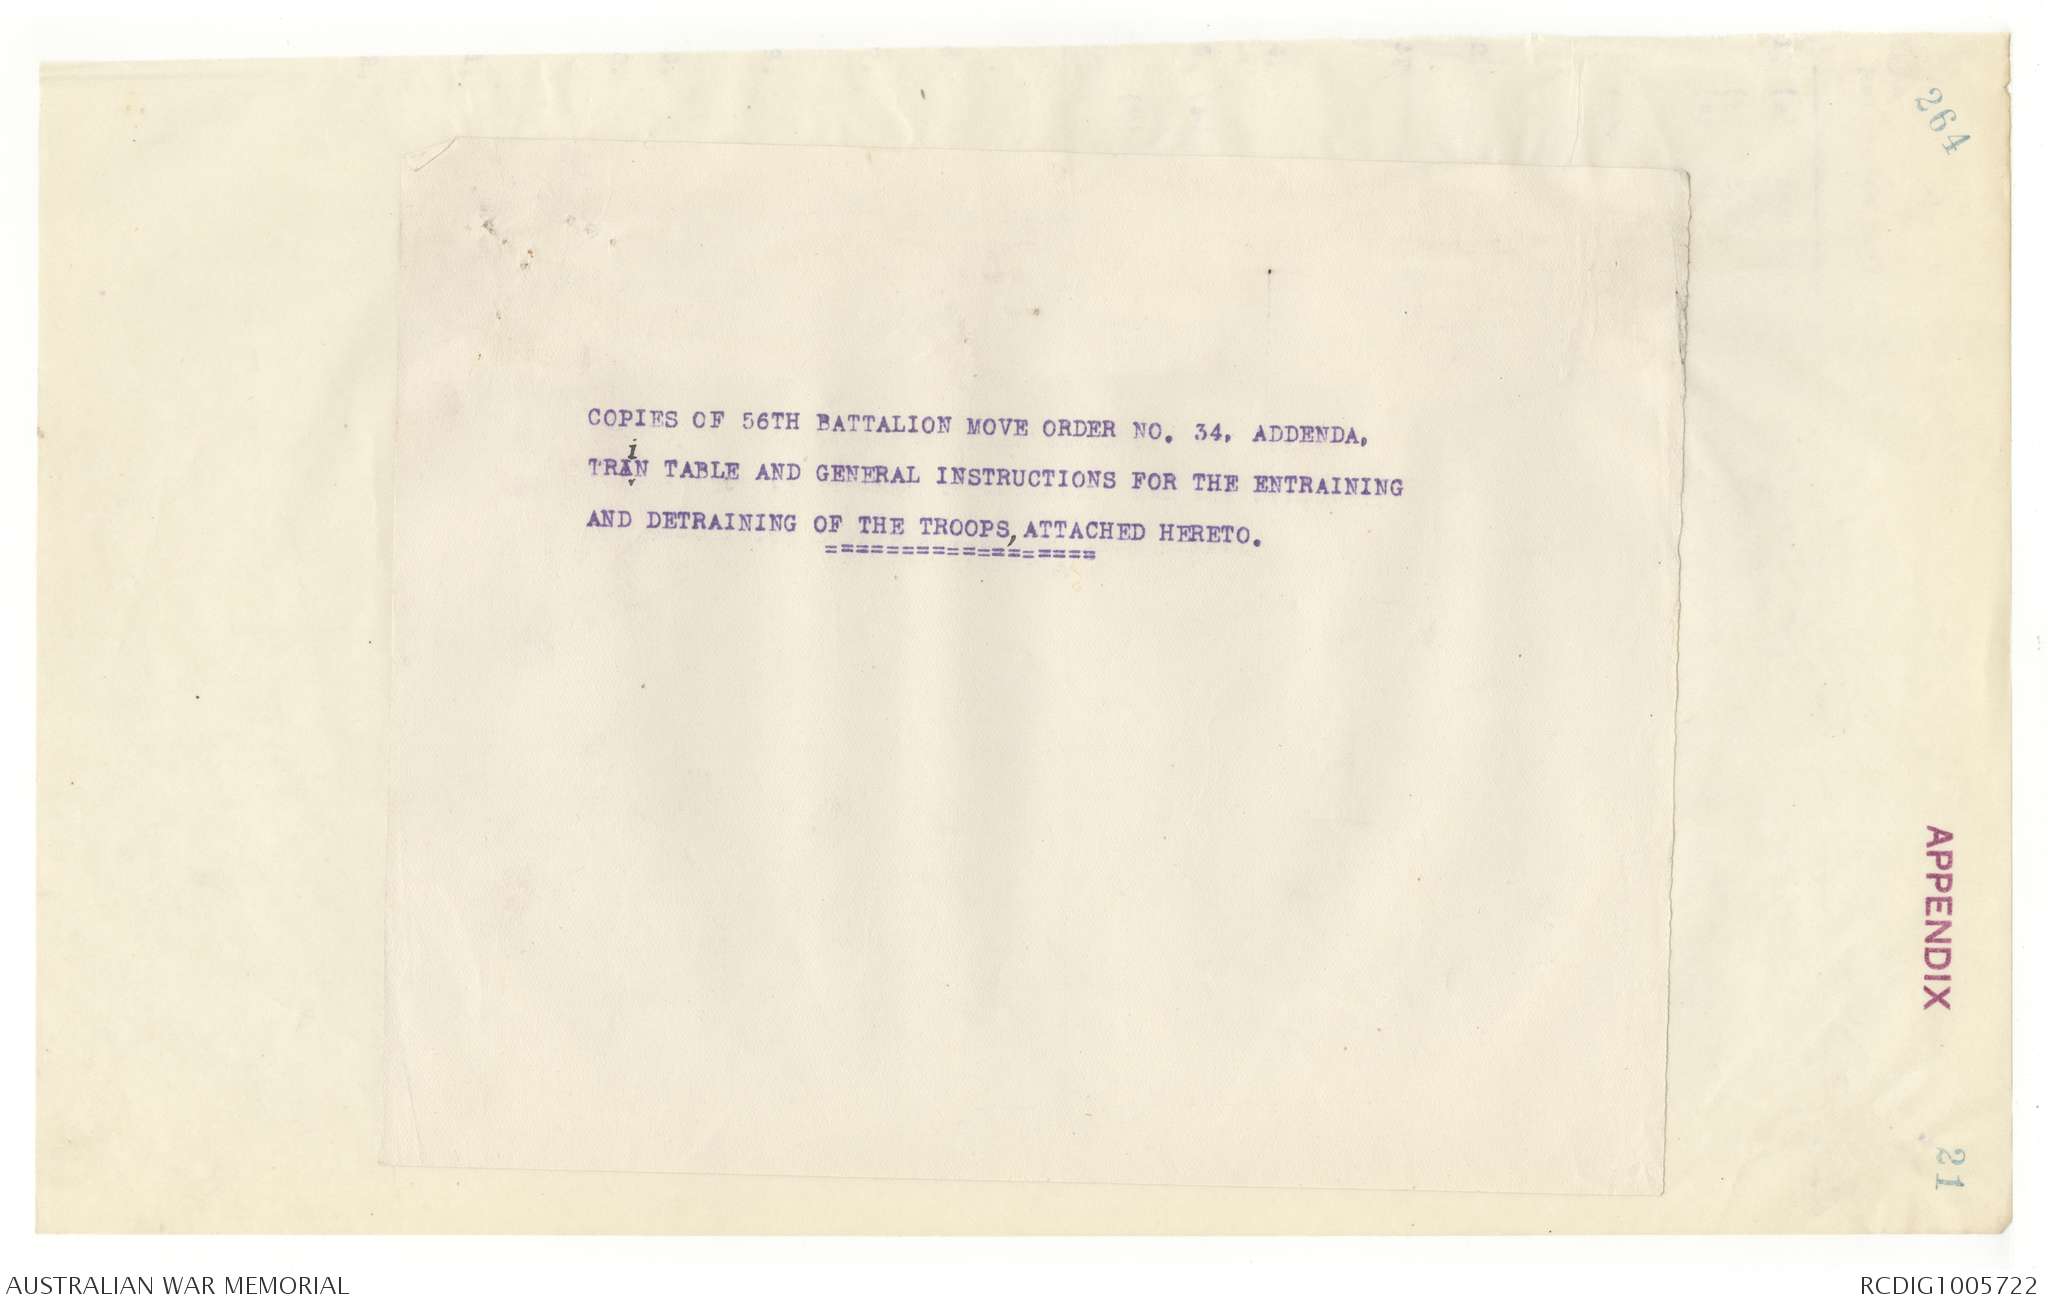 264
COPIES OF 56TH BATTALION MOVE ORDER NO. 34, ADDENDA,
TRAiN TABLE AND GENERAL INSTRUCTIONS FOR THE ENTRAINING
AND DETRAINING OF THE TROOPS, ATTACHED HERETO.
==================
APPENDIX
21
AUSTRALIAN WAR MEMORIAL
RCDIG1005722